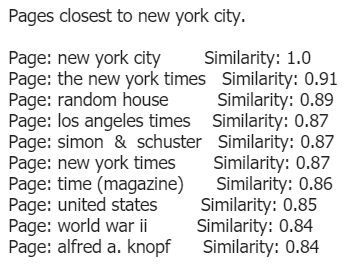 Pages closest to new york city.
Page: new york city Similarity: 1.0
Page: the new york times Similarity: 0.91
Page: random house Similarity: 0.89
Page: los angeles times Similarity: 0.87
Page: simon & schuster Similarity: 0.87
Page: new york times Similarity: 0.87
Page: time (magazine) Similarity: 0.86
Page: united states Similarity: 0.85
Page: world war ii Similarity: 0.84
Page: alfred a. knopf Similarity: 0.84